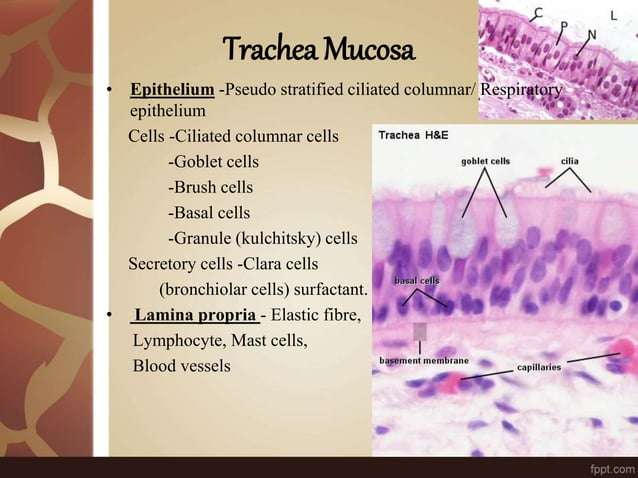 Trachea Mucosa
• Epithelium -Pseudo stratified ciliated columnar/ Respiratory
epithelium
Cells -Ciliated columnar cells
-Goblet cells
-Brush cells
-Basal cells
-Granule (kulchitsky) cells
Secretory cells -Clara cells
(bronchiolar cells) surfactant.
• Lamina propria - Elastic fibre,
Lymphocyte, Mast cells,
Blood vessels
C
P
N
L
Trachea H&E
goblet cells
cilia
basal cells
basement membrane
capillaries
fppt.com